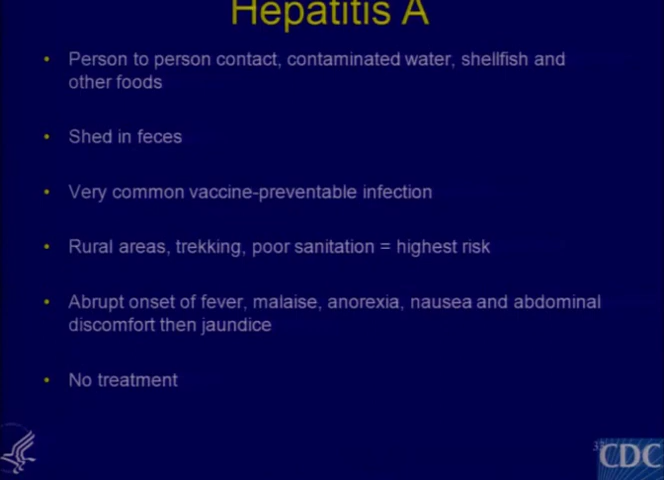 Hepatitis A
• Person to person contact, contaminated water, shellfish and
other foods
• Shed in feces
• Very common vaccine-preventable infection
• Rural areas, trekking, poor sanitation = highest risk
• Abrupt onset of fever, malaise, anorexia, nausea and abdominal
discomfort then jaundice
• No treatment
CDC